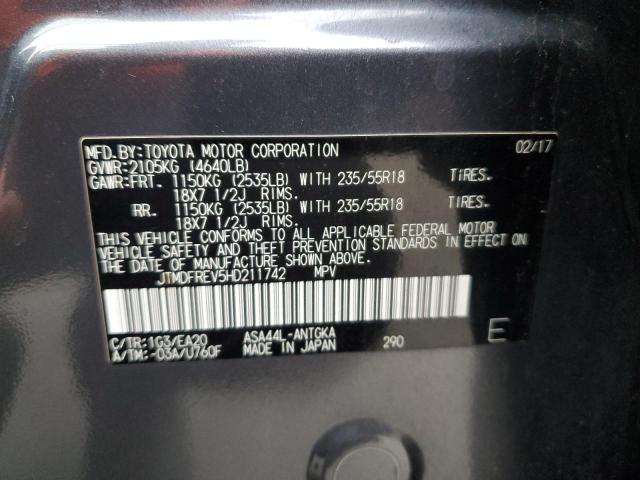 MFD.BY:TOYOTA MOTOR CORPORATION 02/17
GVWR:2105KG (4640LB)
GAWR:FRT. 1150KG (2535LB) WITH 235/55R18 TIRES.
18X7 1/2J RIMS.
RR. 1150KG (2535LB) WITH 235/55R18 TIRES.
18X7 1/2J RIMS.
THIS VEHICLE CONFORMS TO ALL APPLICABLE FEDERAL MOTOR
VEHICLE SAFETY AND THEFT PREVENTION STANDARDS IN EFFECT ON
THE DATE OF MANUFACTURE SHOWN ABOVE.
JTMDFREV5HD211742 MPV
C/TR:1G3/EA20 ASA44L-ANTGKA
A/TM:-03A/U760F MADE IN JAPAN 290 E